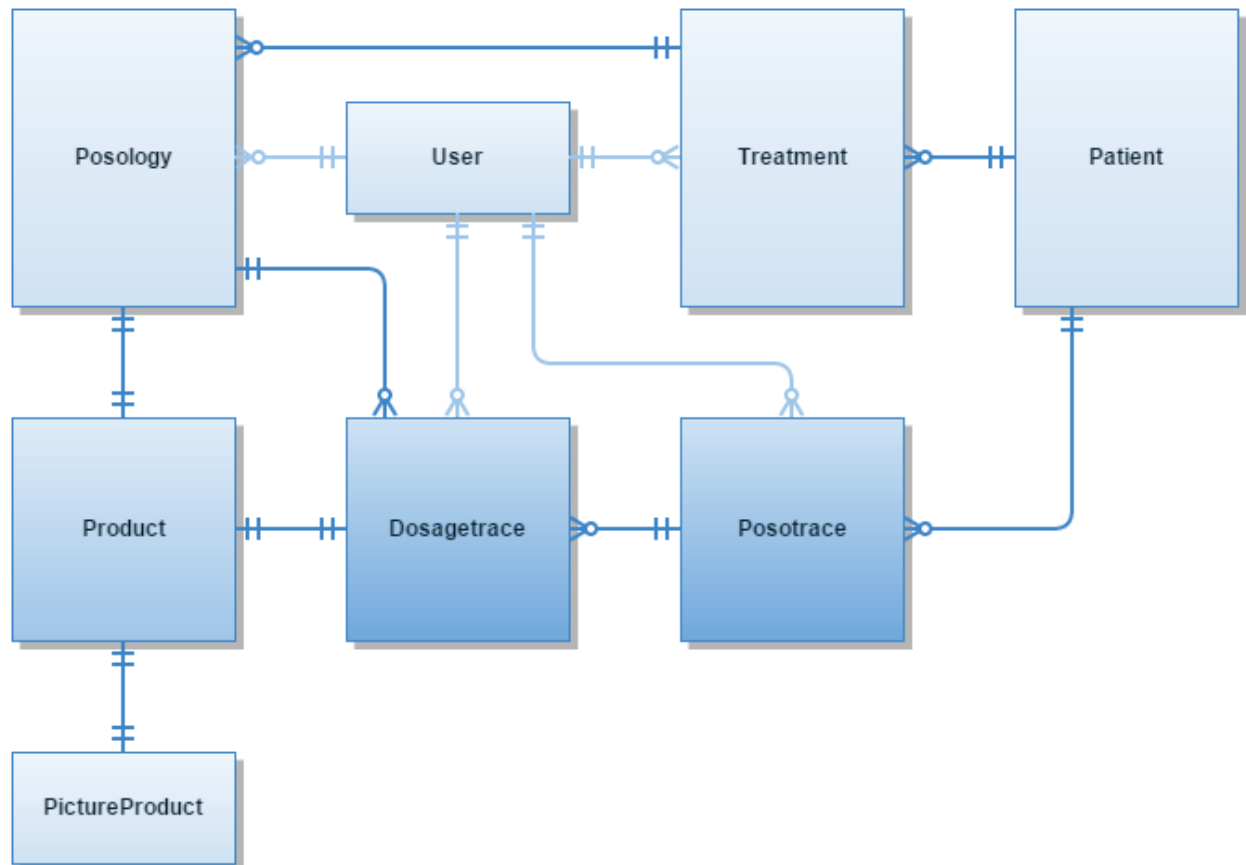 Posology
User
Treatment
Patient
Product
Dosagetrace
Posotrace
PictureProduct